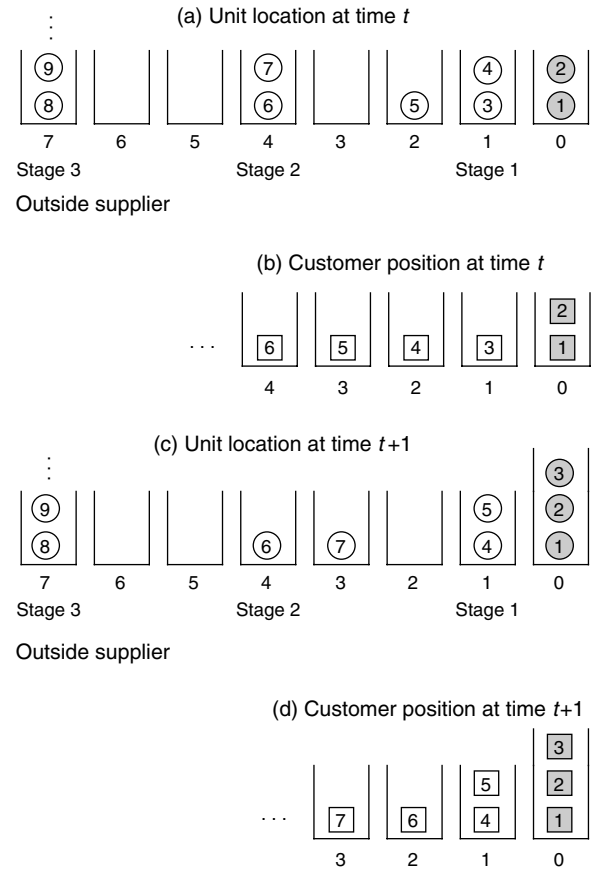 (a) Unit location at time t
9 7 4 2
8 6 5 3 1
7 6 5 4 3 2 1 0
Stage 3 Stage 2 Stage 1
Outside supplier
(b) Customer position at time t
2
... 6 5 4 3 1
4 3 2 1 0
(c) Unit location at time t+1
3
9 5 2
8 6 7 4 1
7 6 5 4 3 2 1 0
Stage 3 Stage 2 Stage 1
Outside supplier
(d) Customer position at time t+1
3
5 2
... 7 6 4 1
3 2 1 0